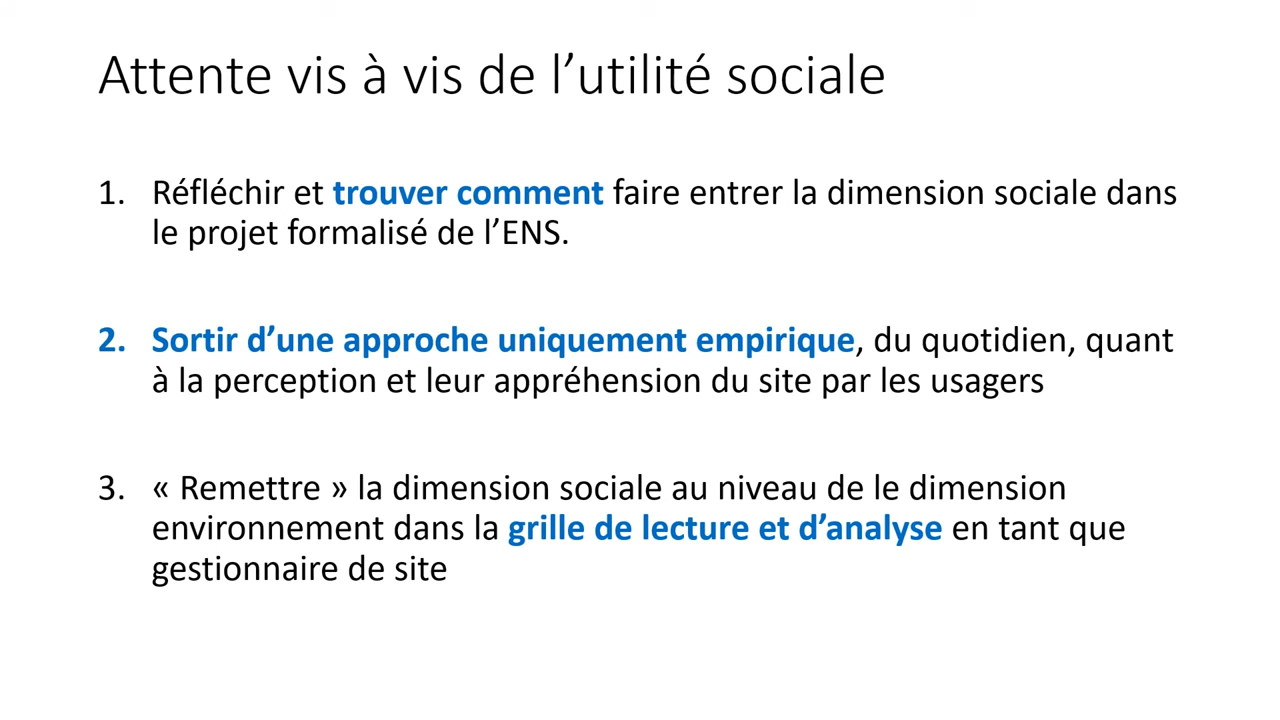 Attente vis à vis de l’utilité sociale
1. Réfléchir et trouver comment faire entrer la dimension sociale dans
le projet formalisé de l’ENS.
2. Sortir d’une approche uniquement empirique, du quotidien, quant
à la perception et leur appréhension du site par les usagers
3. « Remettre » la dimension sociale au niveau de le dimension
environnement dans la grille de lecture et d’analyse en tant que
gestionnaire de site